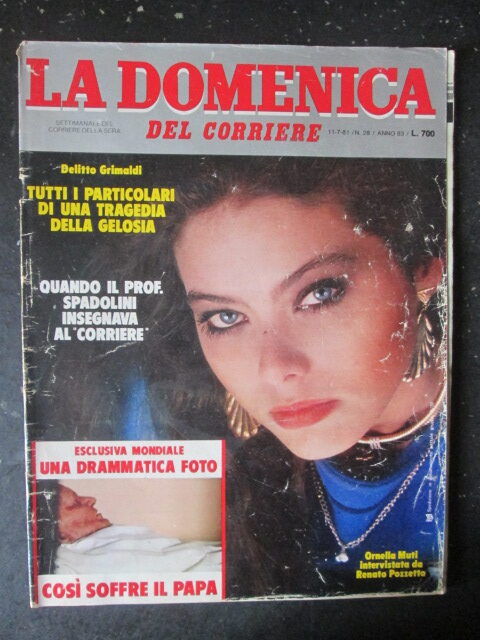 LA DOMENICA
SETTIMANALE DEL
CORRIERE DELLA SERA
DEL CORRIERE
11-7-81 / N. 28 / ANNO 83 / L. 700
Delitto Grimaldi
TUTTI I PARTICOLARI
DI UNA TRAGEDIA
DELLA GELOSIA
QUANDO IL PROF.
SPADOLINI
INSEGNAVA
AL "CORRIERE"
ESCLUSIVA MONDIALE
UNA DRAMMATICA FOTO
COSÌ SOFFRE IL PAPA
Ornella Muti
intervistata da
Renato Pozzetto